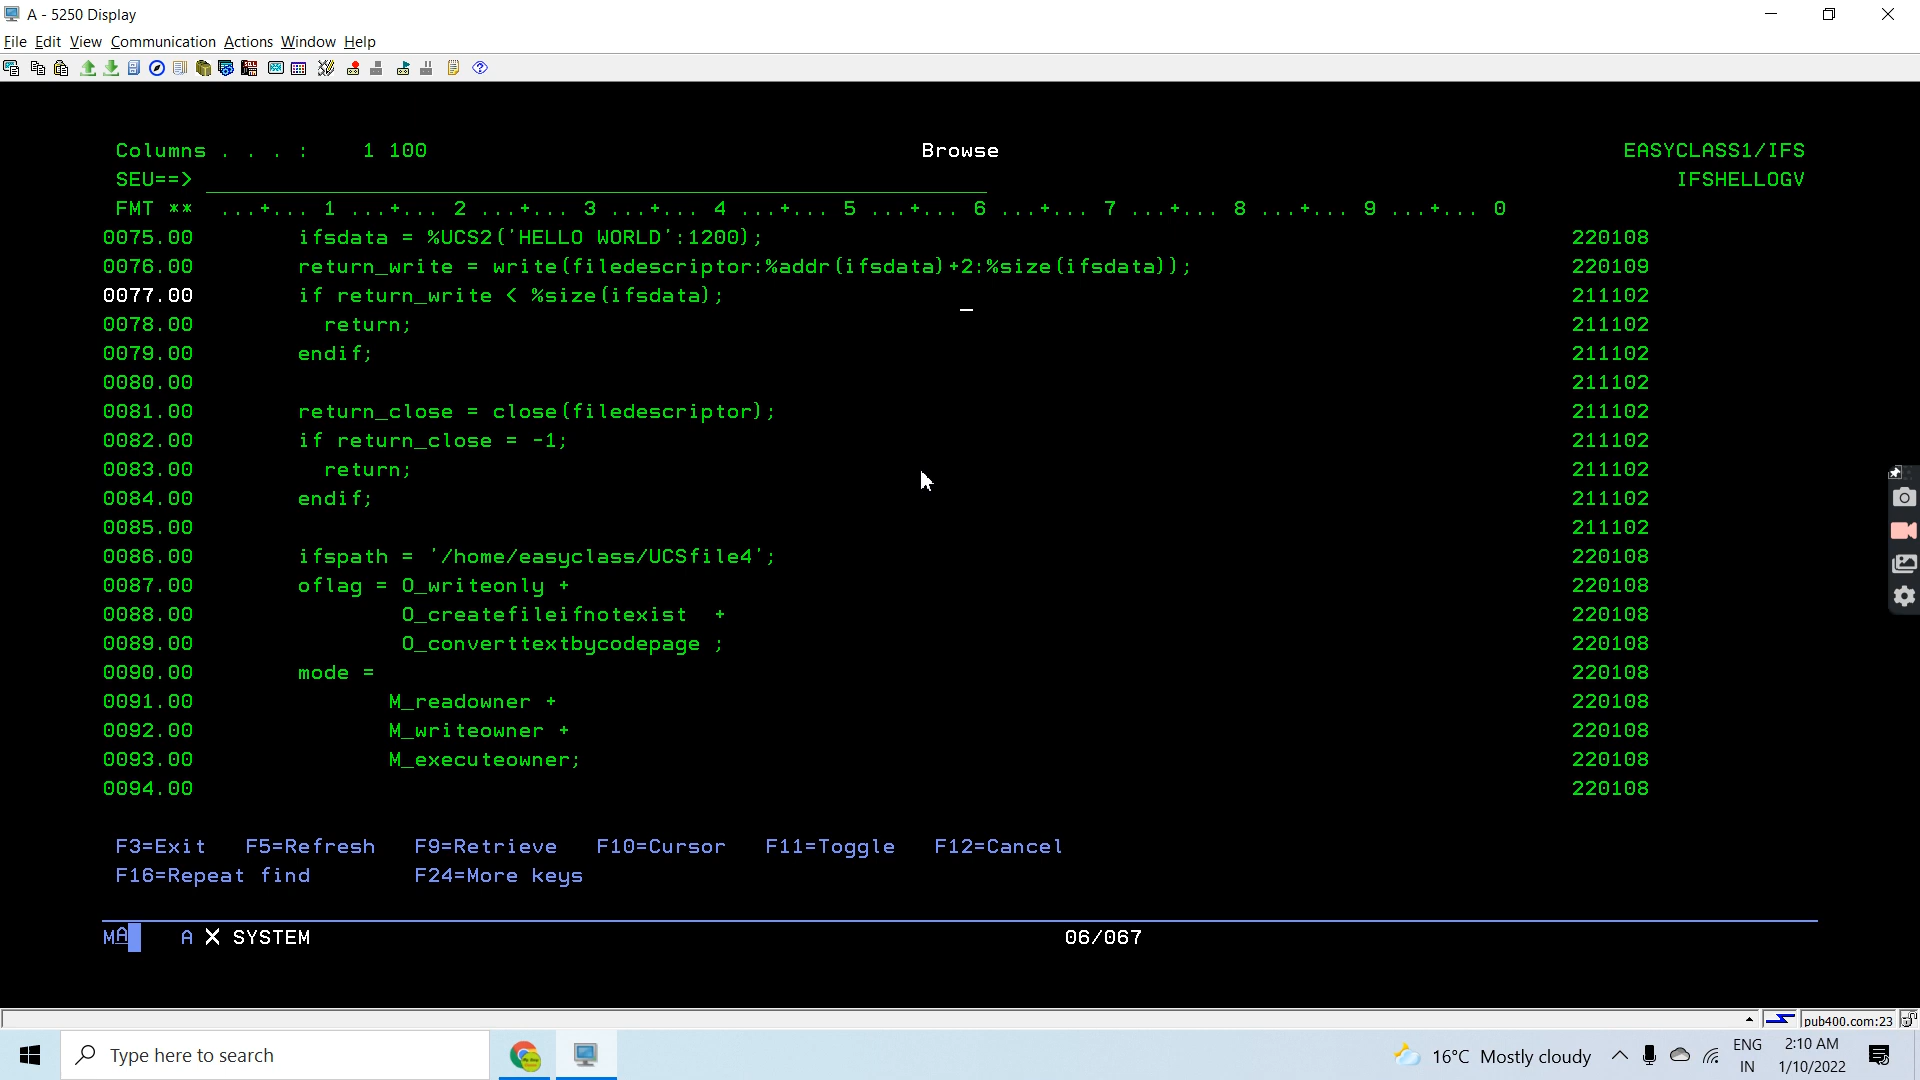 A - 5250 Display
File Edit View Communication Actions Window Help
Columns . . . : 1 100 Browse EASYCLASS1/IFS
SEU==> IFSHELLOGV
FMT ** ...+... 1 ...+... 2 ...+... 3 ...+... 4 ...+... 5 ...+... 6 ...+... 7 ...+... 8 ...+... 9 ...+... 0
0075.00 ifsdata = %UCS2('HELLO WORLD':1200); 220108
0076.00 return_write = write(filedescriptor:%addr(ifsdata)+2:%size(ifsdata)); 220109
0077.00 if return_write < %size(ifsdata); 211102
0078.00 return; 211102
0079.00 endif; 211102
0080.00 211102
0081.00 return_close = close(filedescriptor); 211102
0082.00 if return_close = -1; 211102
0083.00 return; 211102
0084.00 endif; 211102
0085.00 211102
0086.00 ifspath = '/home/easyclass/UCSfile4'; 220108
0087.00 oflag = O_writeonly + 220108
0088.00 O_createfileifnotexist + 220108
0089.00 O_converttextbycodepage ; 220108
0090.00 mode = 220108
0091.00 M_readowner + 220108
0092.00 M_writeowner + 220108
0093.00 M_executeowner; 220108
0094.00 220108
F3=Exit F5=Refresh F9=Retrieve F10=Cursor F11=Toggle F12=Cancel
F16=Repeat find F24=More keys
MA A X SYSTEM 06/067
pub400.com:23
Type here to search
16°C Mostly cloudy
ENG
IN
2:10 AM
1/10/2022